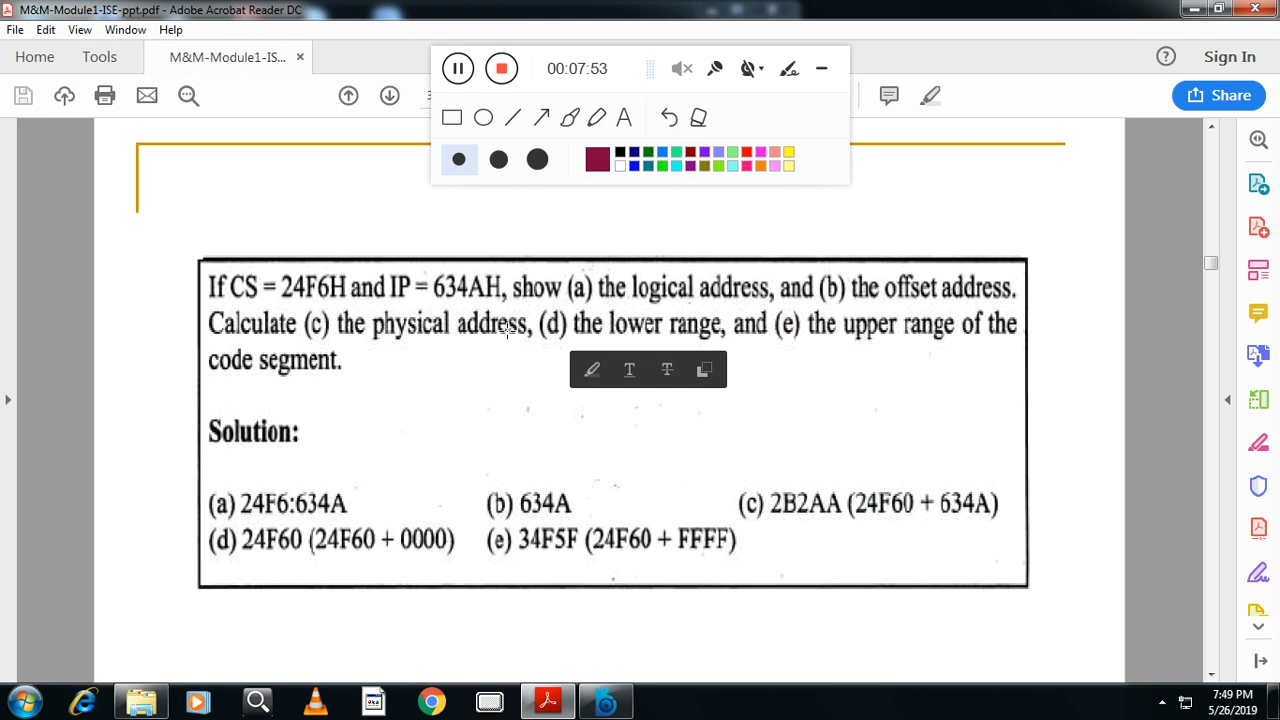 M&M-Module1-ISE-ppt.pdf - Adobe Acrobat Reader DC
File Edit View Window Help
Home Tools M&M-Module1-IS... × Sign In
00:07:53
Share
If CS = 24F6H and IP = 634AH, show (a) the logical address, and (b) the offset address.
Calculate (c) the physical address, (d) the lower range, and (e) the upper range of the
code segment.
Solution:
(a) 24F6:634A (b) 634A (c) 2B2AA (24F60 + 634A)
(d) 24F60 (24F60 + 0000) (e) 34F5F (24F60 + FFFF)
7:49 PM
5/26/2019